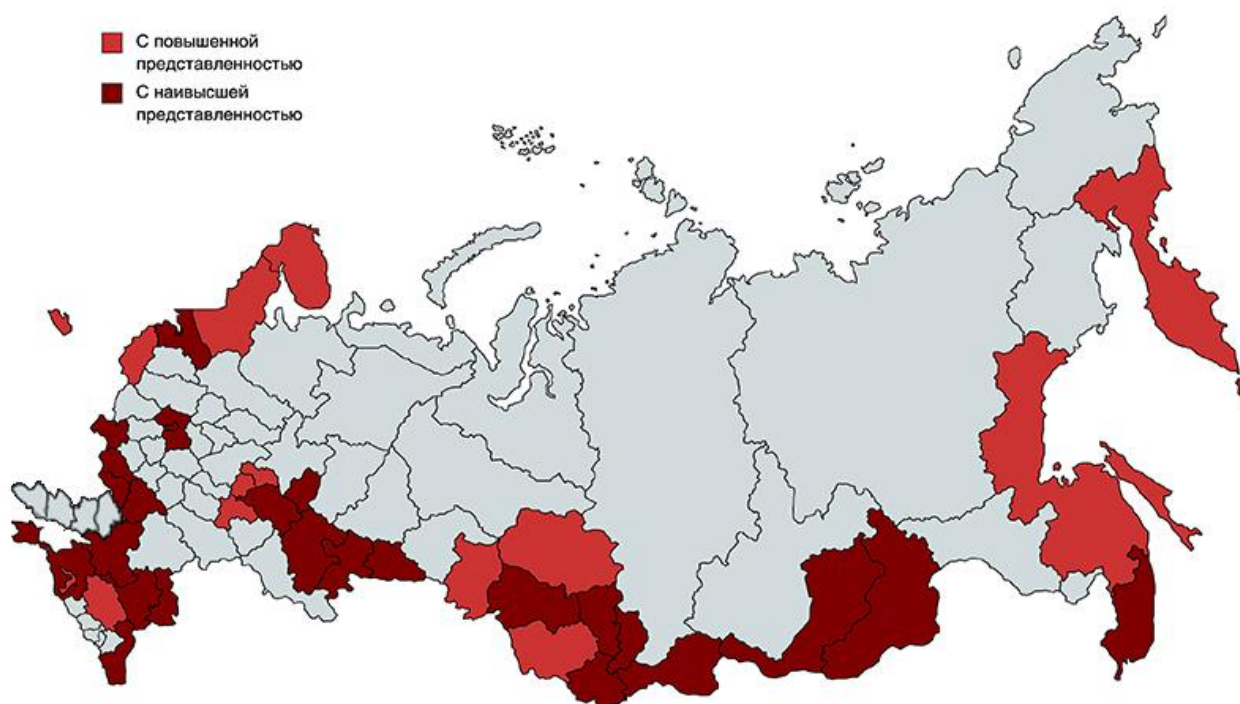 С повышенной
представленностью
С наивысшей
представленностью